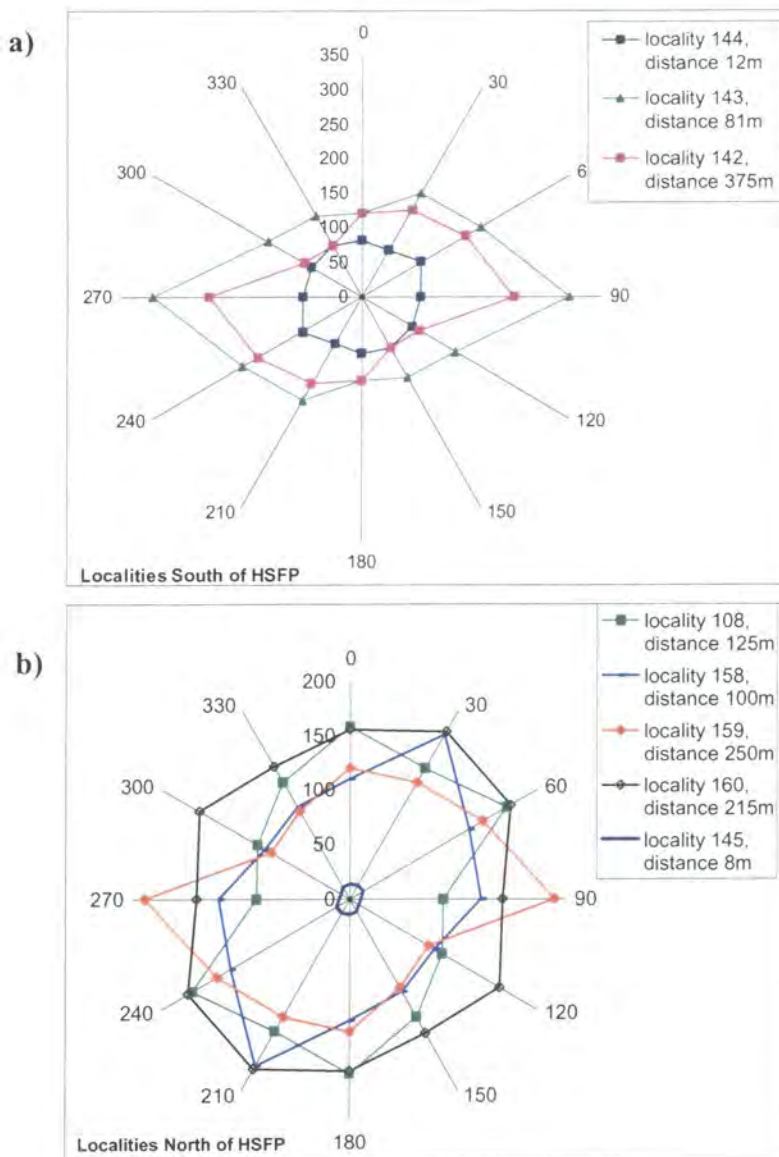 a)
0
30
6
90
120
150
180
210
240
270
300
330
350
300
250
200
150
100
50
0
locality 144,
distance 12m
locality 143,
distance 81m
locality 142,
distance 375m
Localities South of HSFP
b)
0
30
60
90
120
150
180
210
240
270
300
330
200
150
100
50
0
locality 108,
distance 125m
locality 158,
distance 100m
locality 159,
distance 250m
locality 160,
distance 215m
locality 145,
distance 8m
Localities North of HSFP